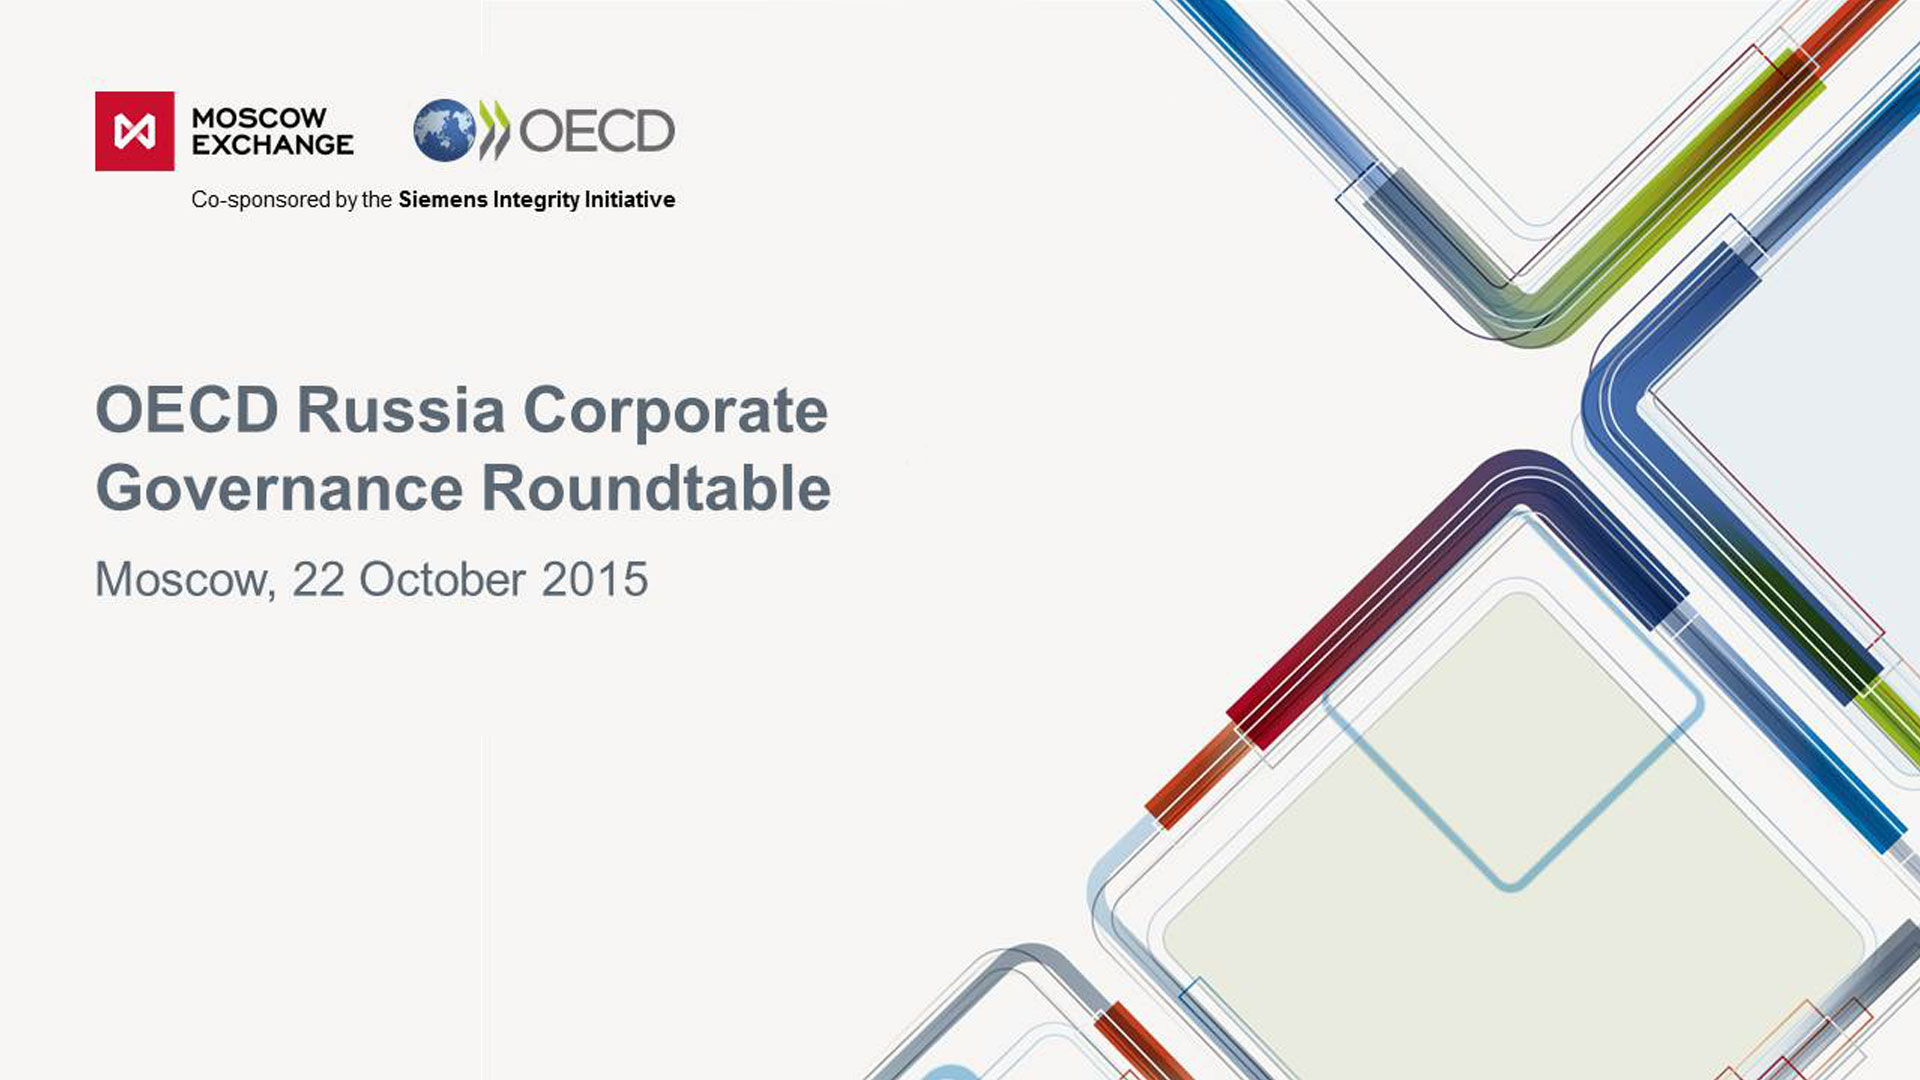 MOSCOW
EXCHANGE
OECD
Co-sponsored by the Siemens Integrity Initiative
OECD Russia Corporate
Governance Roundtable
Moscow, 22 October 2015